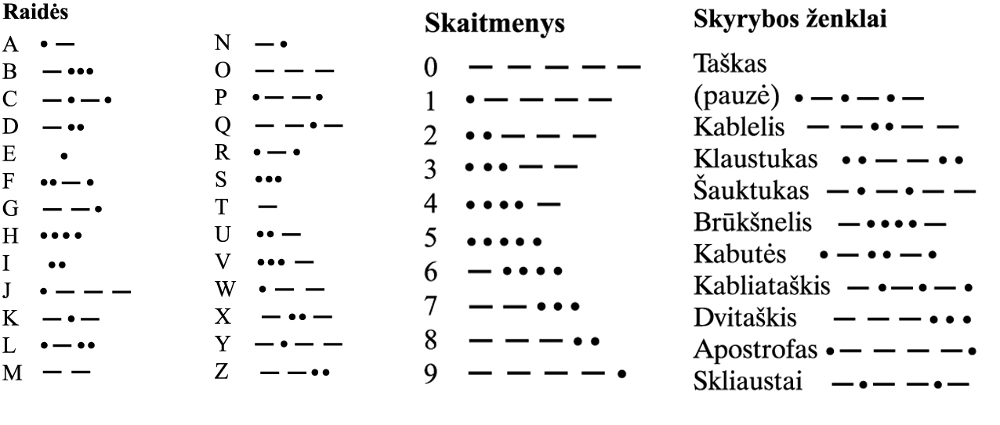 Raidės
A • —
B — • • •
C — • — •
D — • •
E •
F • • — •
G — — •
H • • • •
I • •
J • — — —
K — • —
L • — • •
M — —
N — •
O — — —
P • — — •
Q — — • —
R • — •
S • • •
T —
U • • —
V • • • —
W • — —
X — • • —
Y — • — —
Z — — • •
Skaitmenys
0 — — — — —
1 • — — — —
2 • • — — —
3 • • • — —
4 • • • • —
5 • • • • •
6 — • • • •
7 — — • • •
8 — — — • •
9 — — — — •
Skyrybos ženklai
Taškas
(pauzė) • — • — • —
Kablelis — — • • — —
Klaustukas • • — — • •
Šauktukas — • — • — —
Brūkšnelis — • • • • —
Kabutės • — • • — •
Kabliataškis — • — • — •
Dvitaškis — — — • • •
Apostrofas • — — — — •
Skliaustai — • — — • —